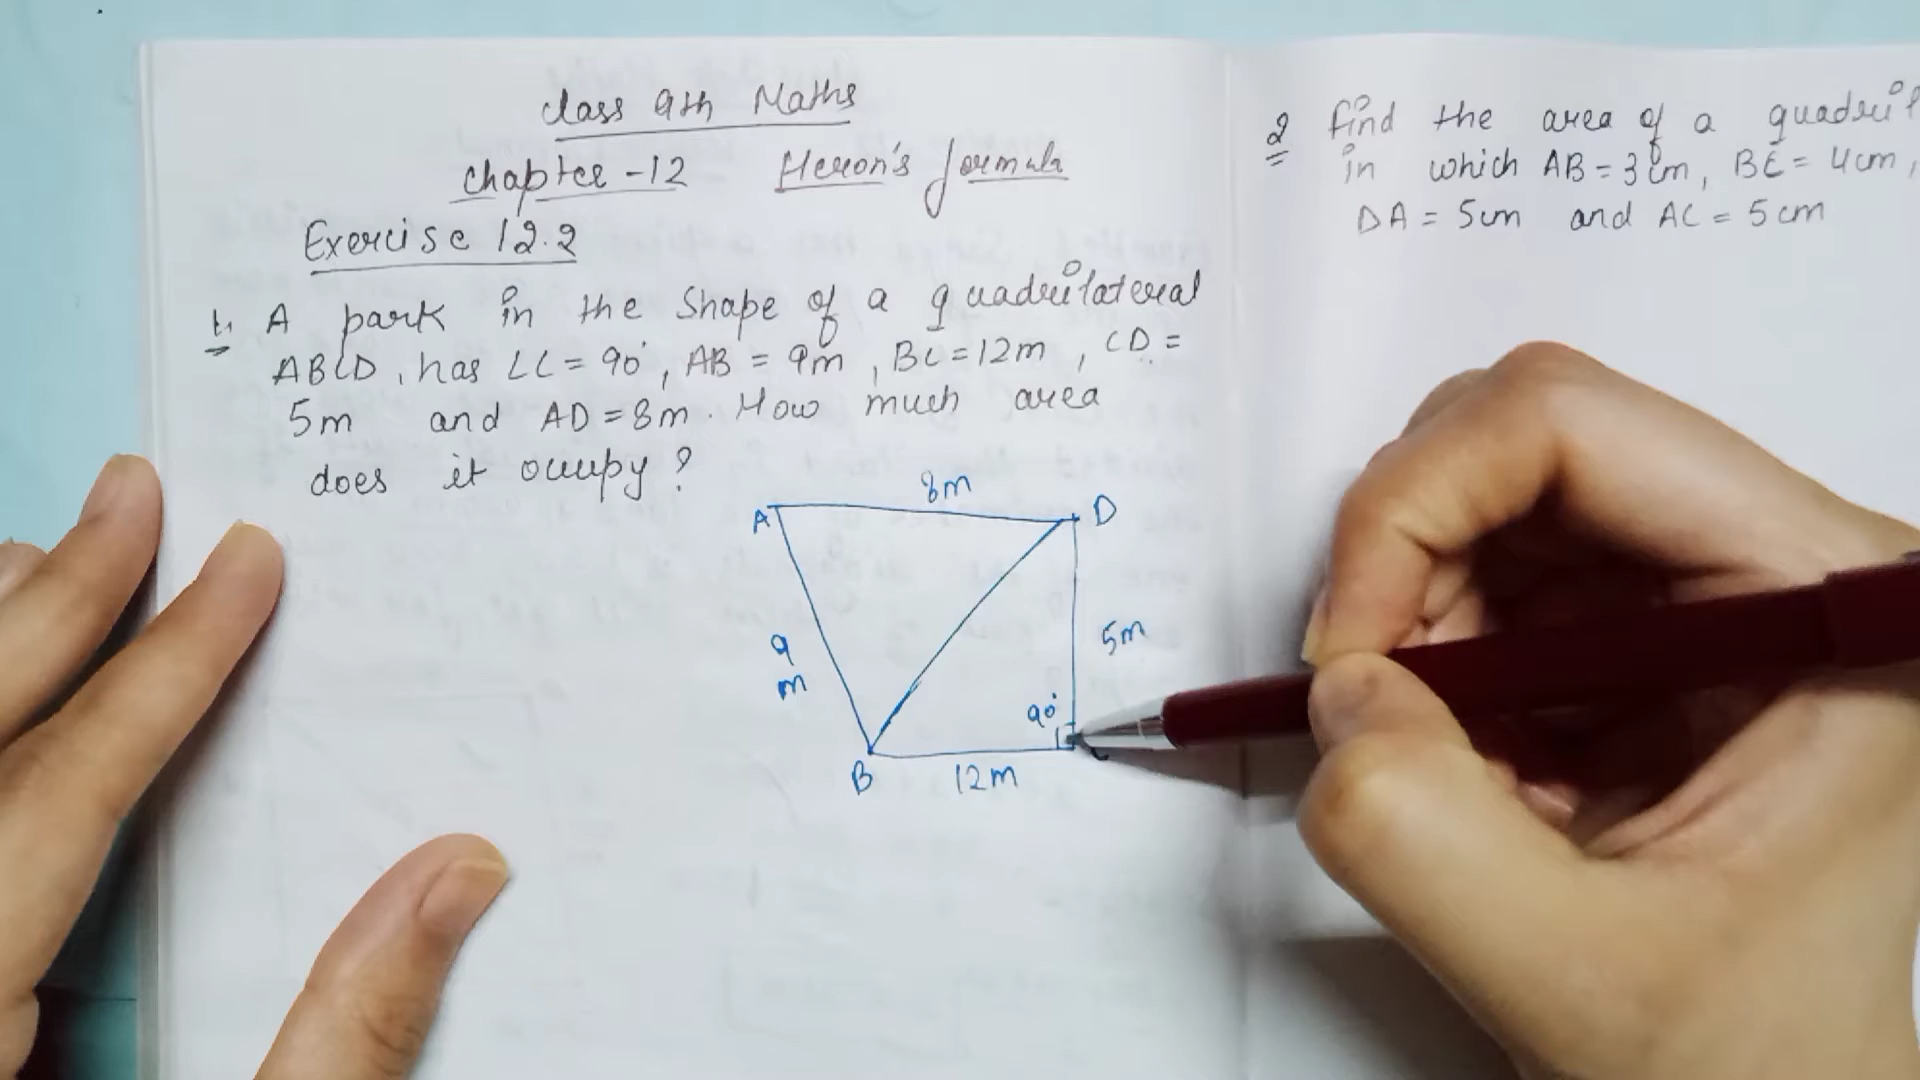 Class 9th Maths
Chapter-12 Heron's formula
Exercise 12.2
1. A park in the shape of a quadrilateral
ABCD, has ∠C = 90°, AB = 9m, BC = 12m, CD =
5m and AD = 8m. How much area
does it ocupy?
8m
A
D
9
m
5m
90°
B
12m
2 find the area of a
in which AB = 3cm, BC = 4cm,
DA = 5cm and AC = 5cm